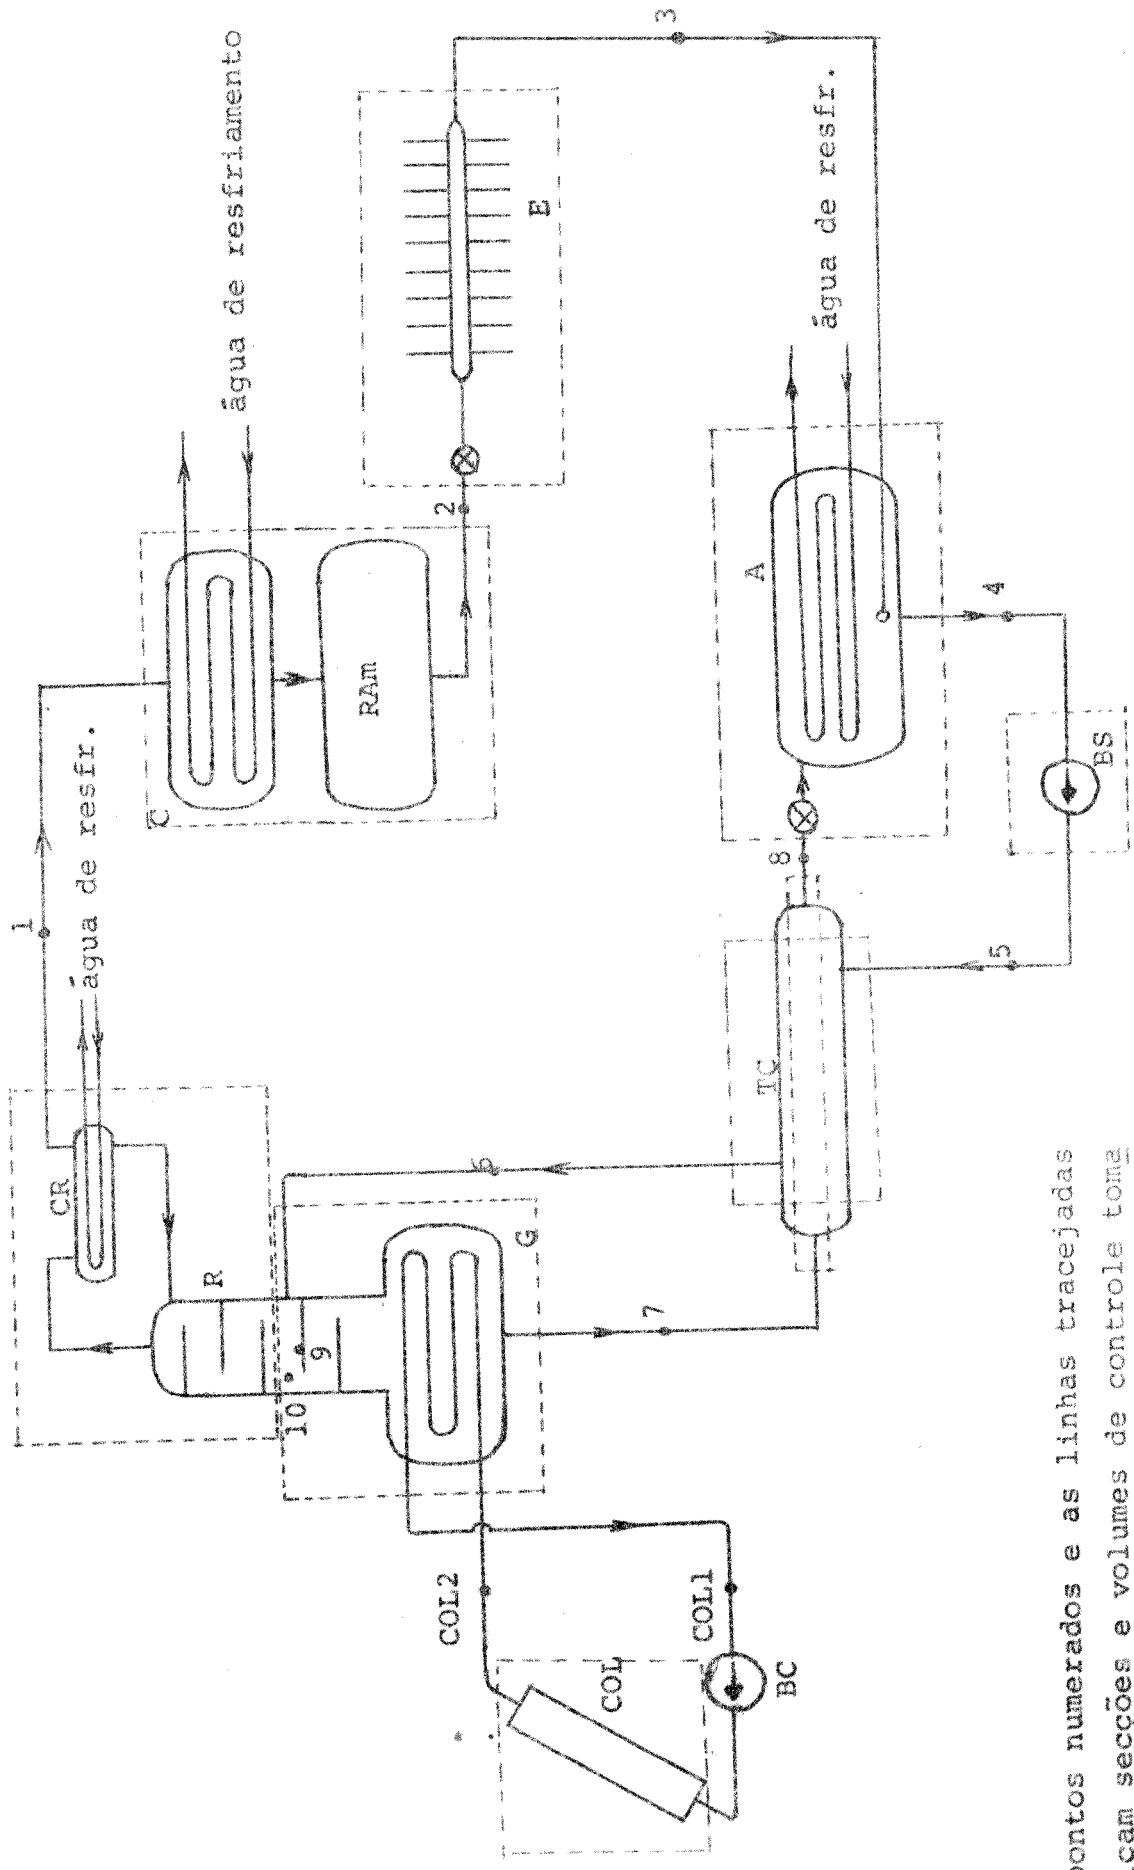 água de resfriamento
água de resfr.
água de resfr.
1
2
3
4
5
6
7
8
9
10
CR
R
C
RAm
E
G
A
TC
BS
COL2
COL1
COL
BC
pontos numerados e as linhas tracejadas
cam secções e volumes de controle toma